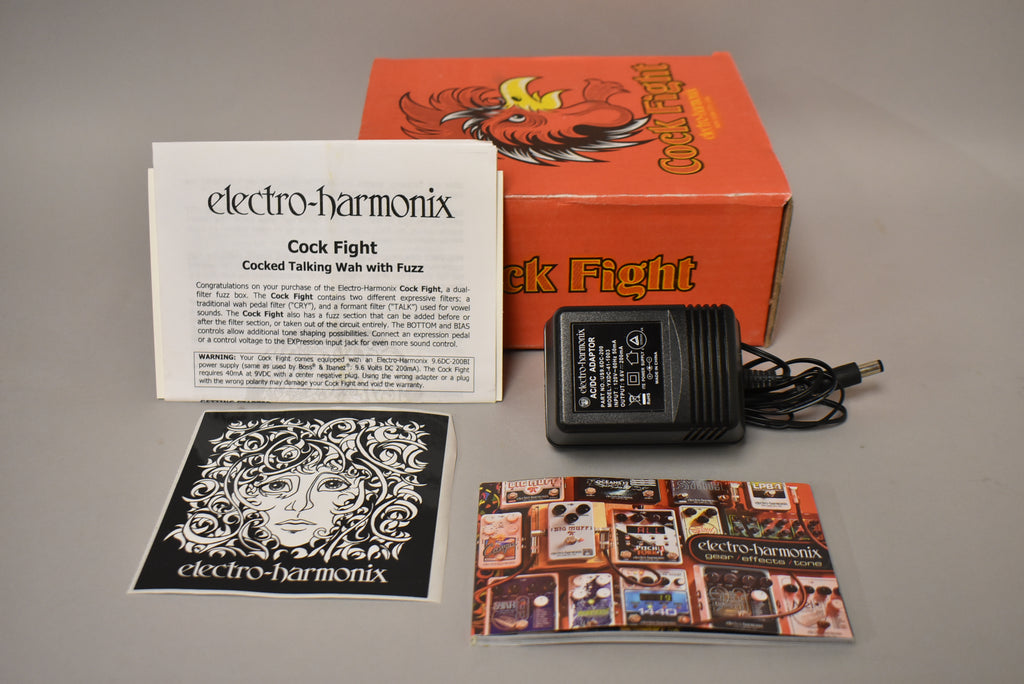 Cock Fight
electro-harmonix
ck Fight
electro-harmonix
Cock Fight
Cocked Talking Wah with Fuzz
Congratulations on your purchase of the Electro-Harmonix Cock Fight, a dual-
filter fuzz box. The Cock Fight contains two different expressive filters: a
traditional wah pedal filter ("CRY"), and a formant filter ("TALK") used for vowel
sounds. The Cock Fight also has a fuzz section that can be added before or
after the filter section, or taken out of the circuit entirely. The BOTTOM and BIAS
controls allow additional tone shaping possibilities. Connect an expression pedal
or a control voltage to the EXPression input jack for even more sound control.
WARNING: Your Cock Fight comes equipped with an Electro-Harmonix 9.6DC-200BI
power supply (same as used by Boss® & Ibanez®: 9.6 Volts DC 200mA). The Cock Fight
requires 40mA at 9VDC with a center negative plug. Using the wrong adapter or a plug
with the wrong polarity may damage your Cock Fight and void the warranty.
electro-harmonix
AC/DC ADAPTOR
electro-harmonix
electro-harmonix
gear / effects / tone
BIG MUFF
1440